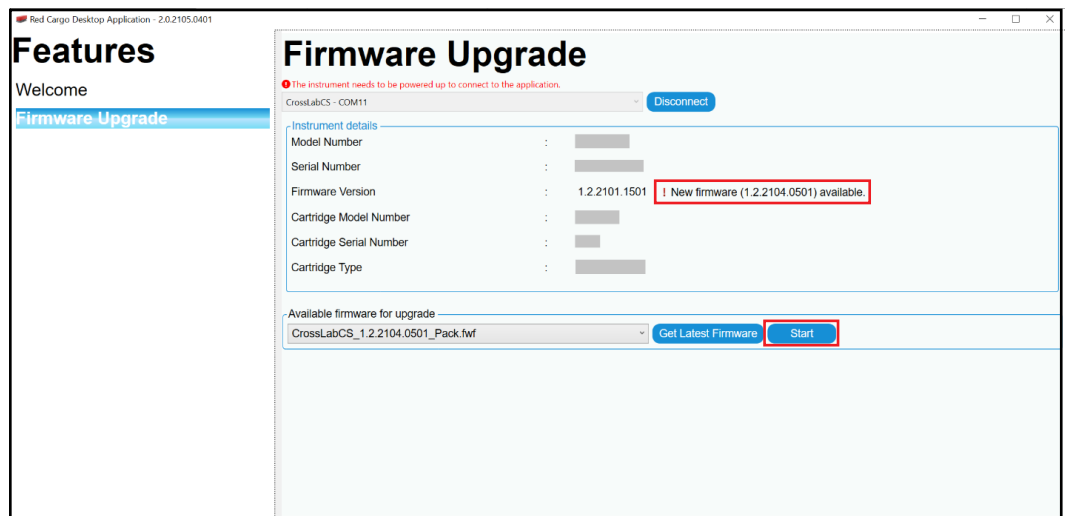 Red Cargo Desktop Application - 2.0.2105.0401
Features
Welcome
Firmware Upgrade
Firmware Upgrade
The instrument needs to be powered up to connect to the application.
CrossLabCS - COM11 Disconnect
Instrument details
Model Number :
Serial Number :
Firmware Version : 1.2.2101.1501 ! New firmware (1.2.2104.0501) available.
Cartridge Model Number :
Cartridge Serial Number :
Cartridge Type :
Available firmware for upgrade
CrossLabCS_1.2.2104.0501_Pack.fwf Get Latest Firmware Start